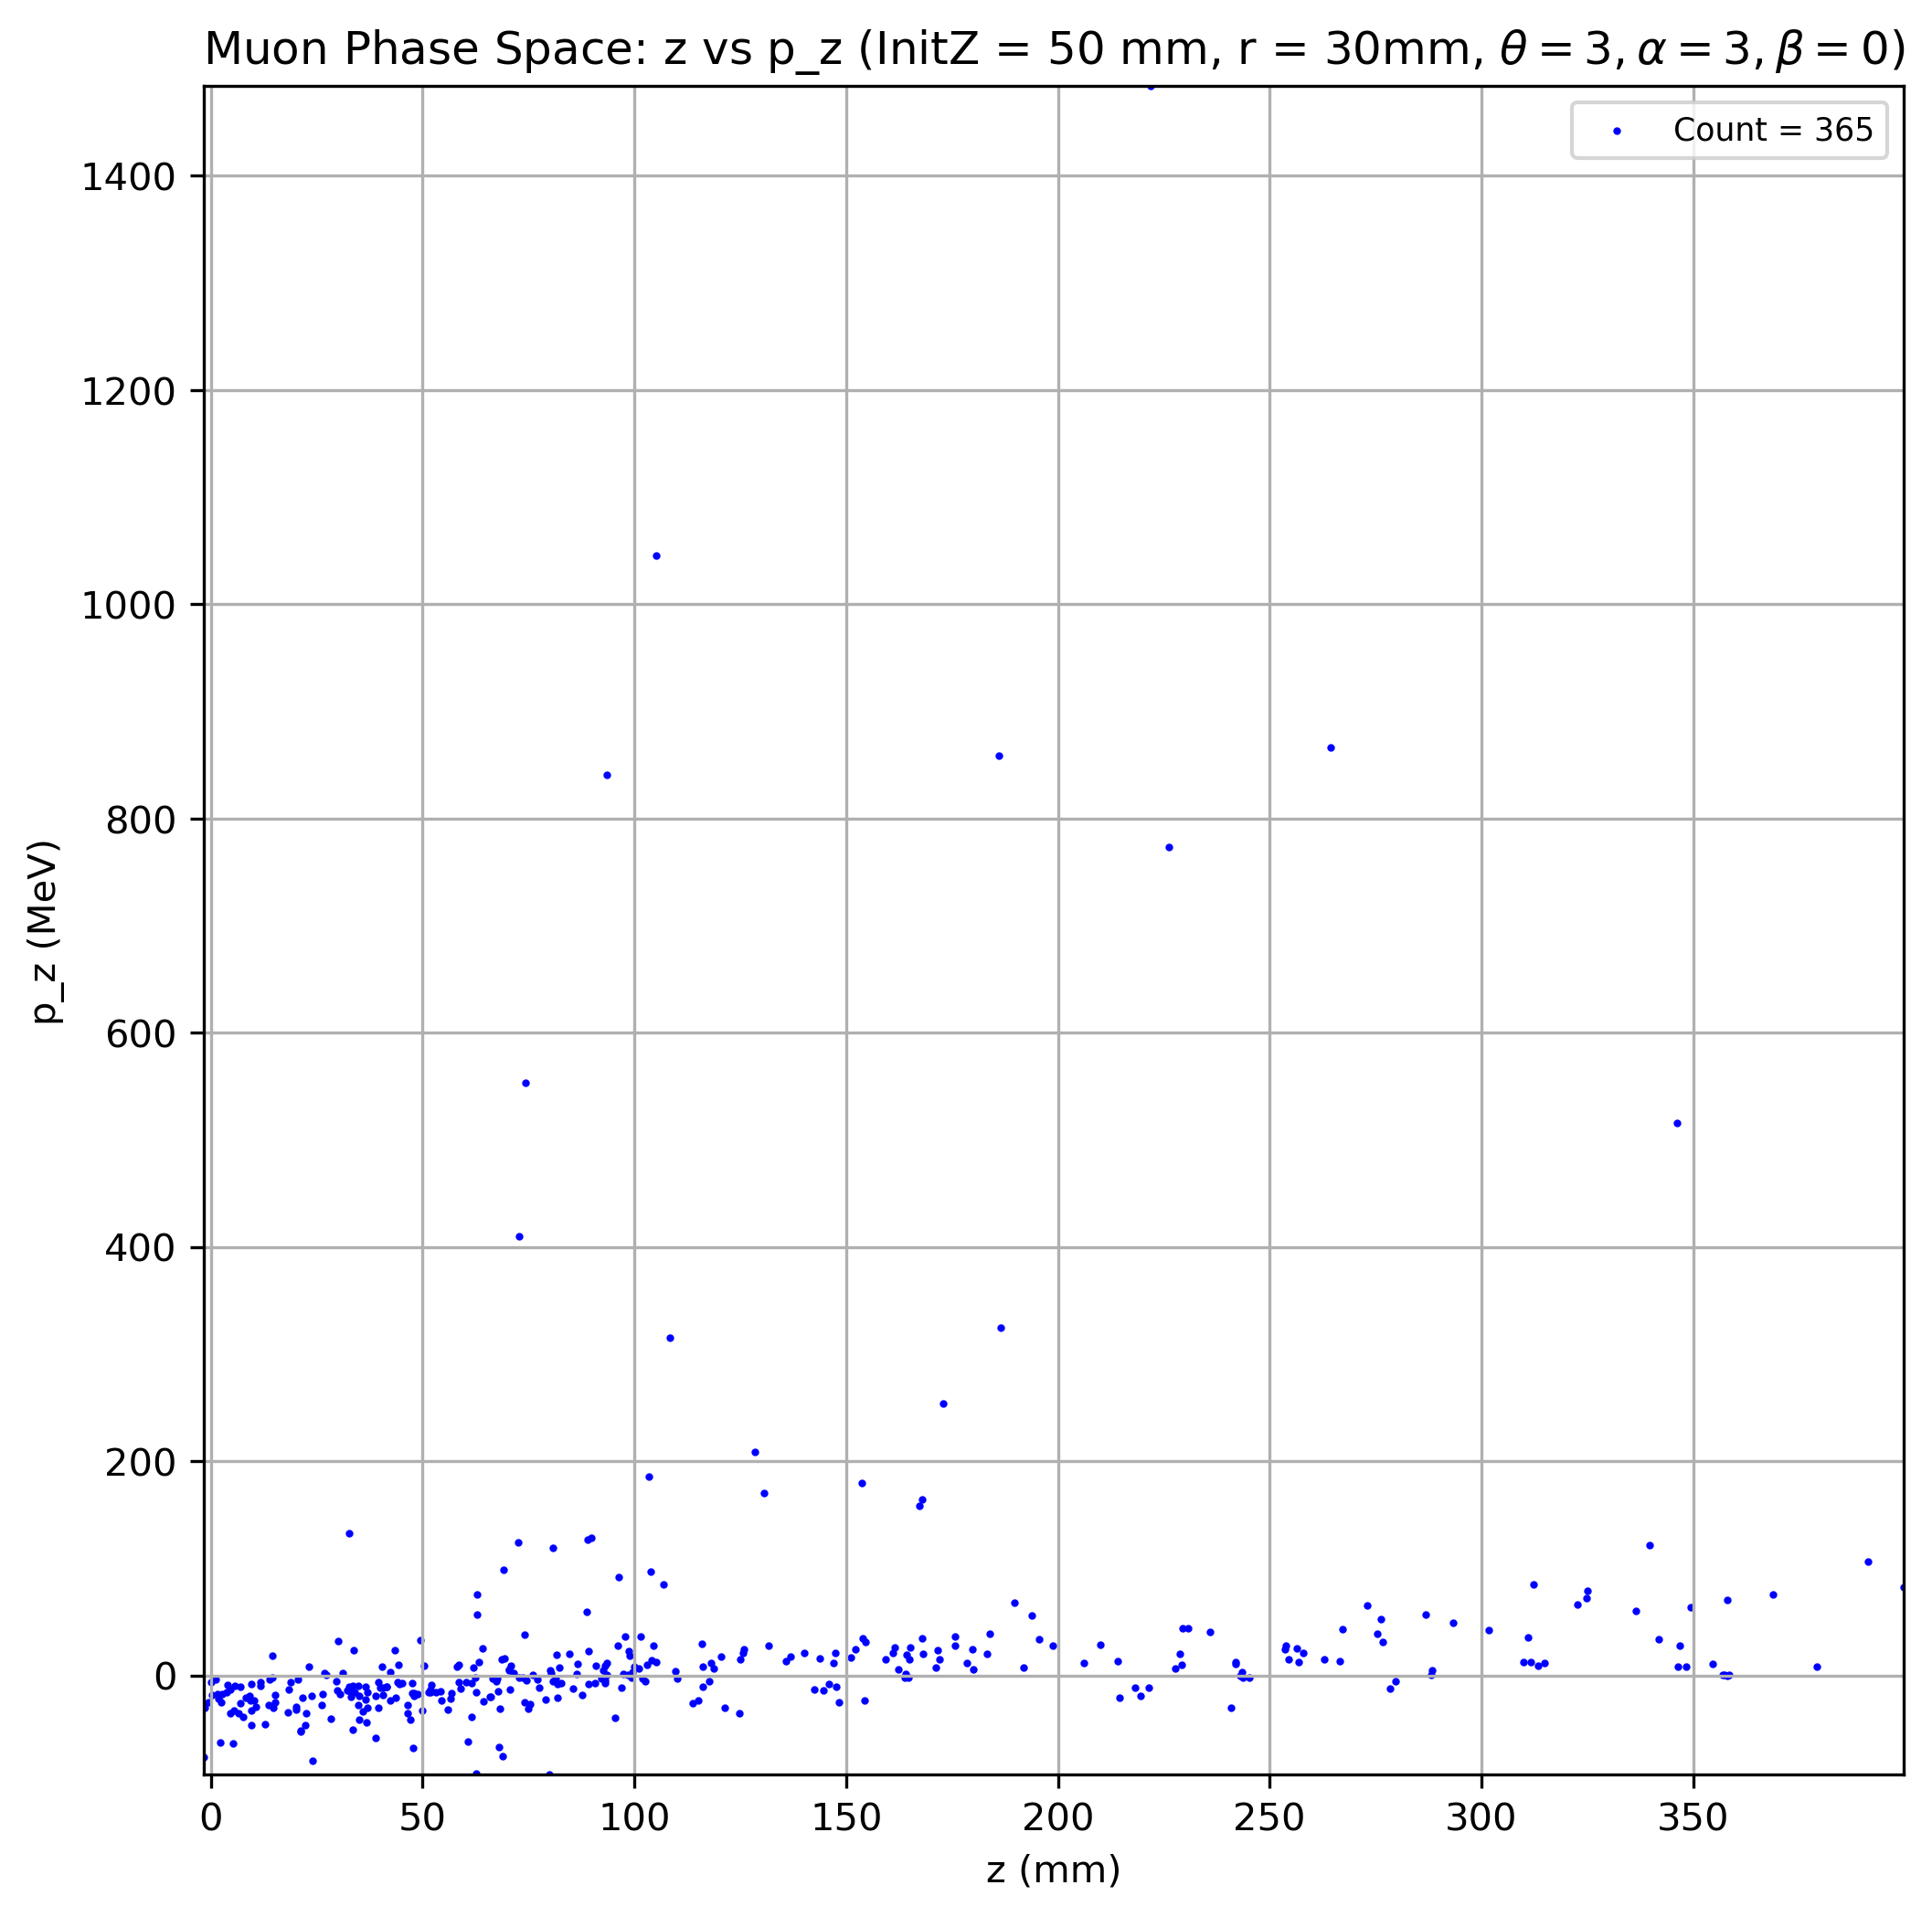 Muon Phase Space: z vs p_z (InitZ = 50 mm, r = 30mm, θ = 3, α = 3, β = 0)
Count = 365
1400
1200
1000
800
600
400
200
0
p_z (MeV)
0 50 100 150 200 250 300 350
z (mm)